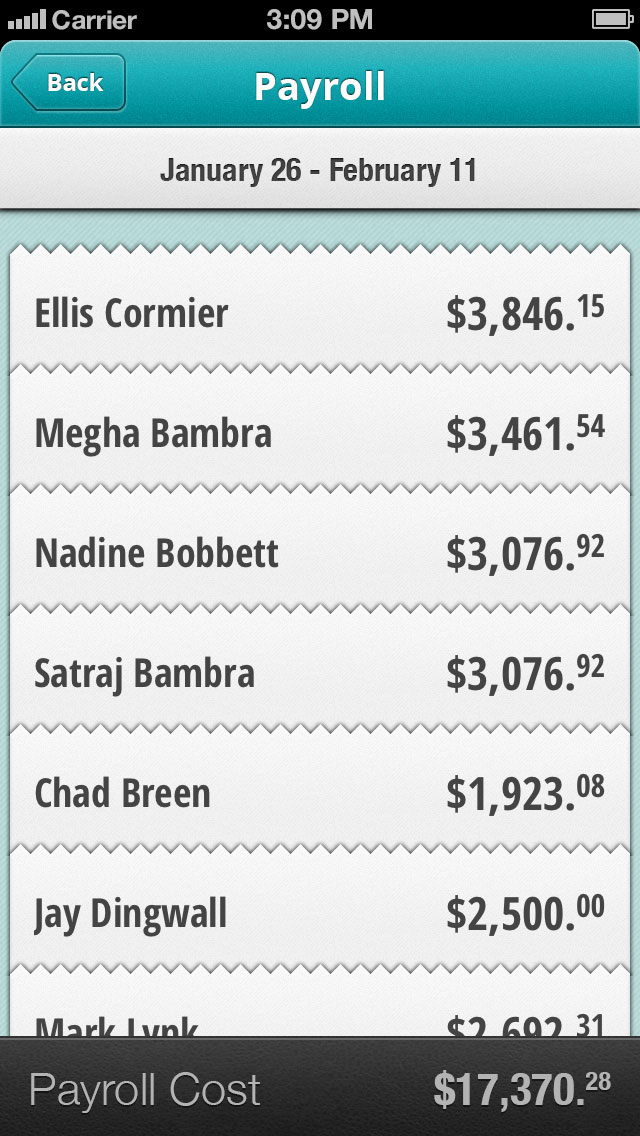 Carrier 3:09 PM
Back Payroll
January 26 - February 11
Ellis Cormier $3,846.15
Megha Bambra $3,461.54
Nadine Bobbett $3,076.92
Satraj Bambra $3,076.92
Chad Breen $1,923.08
Jay Dingwall $2,500.00
Mark Lynk $2,692.31
Payroll Cost $17,370.28